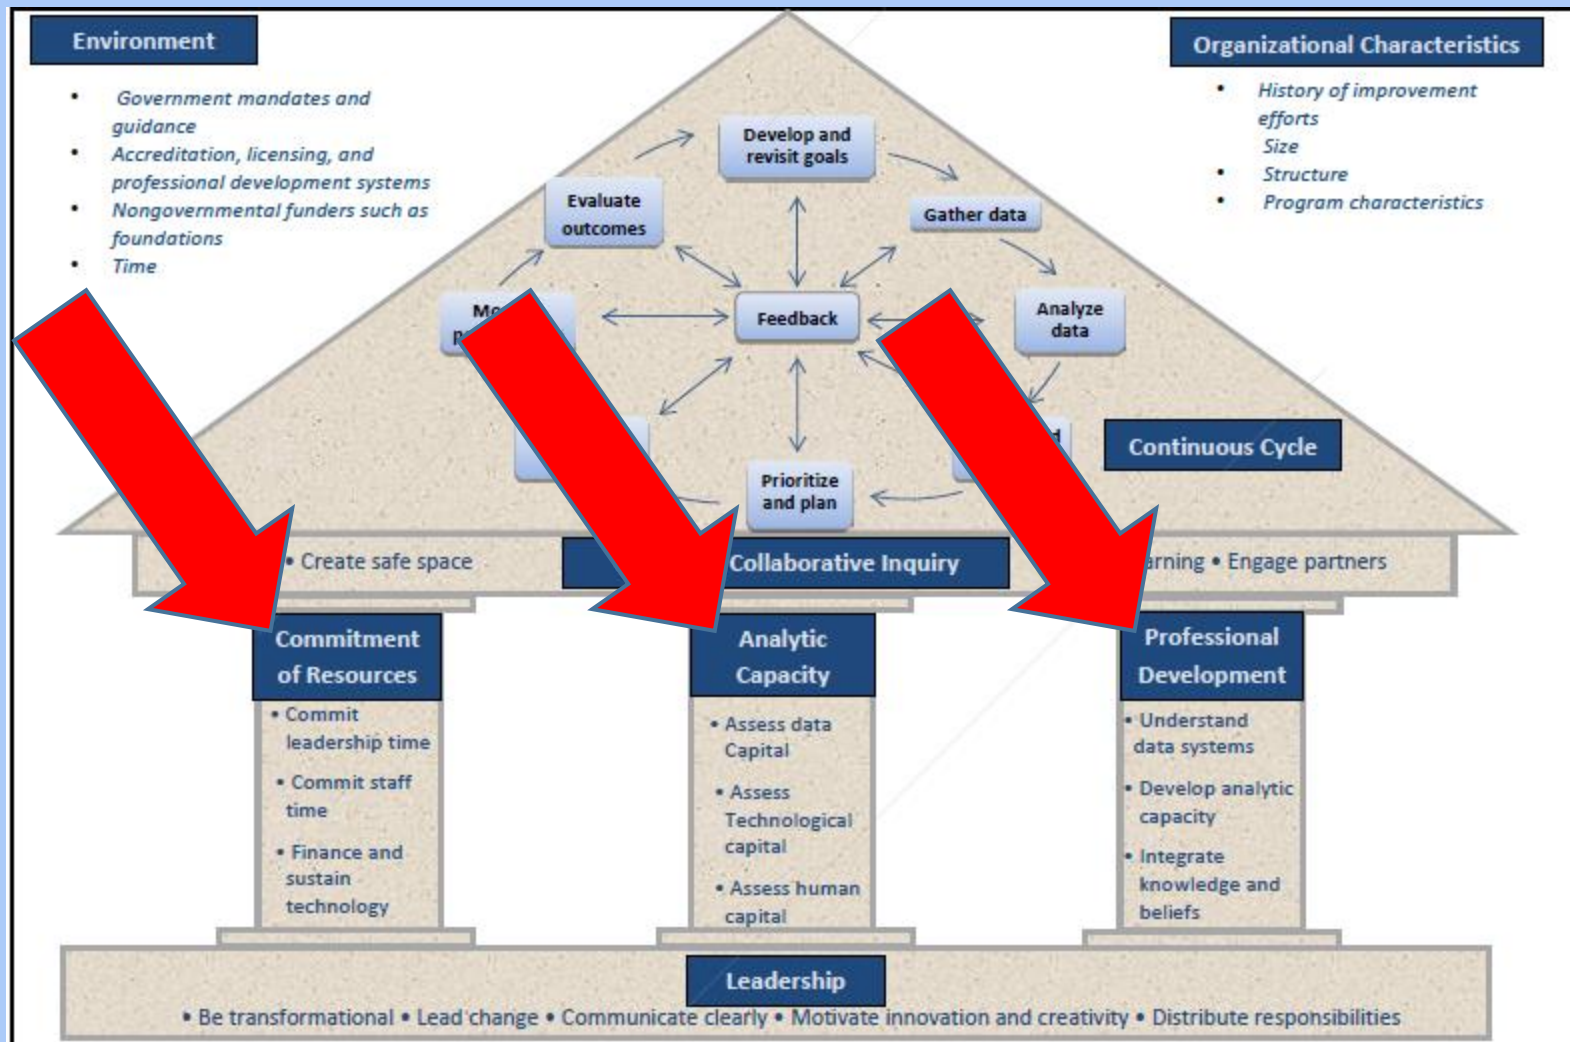 Environment
• Government mandates and
guidance
• Accreditation, licensing, and
professional development systems
• Nongovernmental funders such as
foundations
• Time
Organizational Characteristics
• History of improvement
efforts
Size
• Structure
• Program characteristics
Develop and
revisit goals
Gather data
Analyze
data
Prioritize
and plan
Evaluate
outcomes
Feedback
Continuous Cycle
• Create safe space
Collaborative Inquiry
• Engage partners
Commitment
of Resources
• Commit
leadership time
• Commit staff
time
• Finance and
sustain
technology
Analytic
Capacity
• Assess data
Capital
• Assess
Technological
capital
• Assess human
capital
Professional
Development
• Understand
data systems
• Develop analytic
capacity
• Integrate
knowledge and
beliefs
Leadership
• Be transformational • Lead change • Communicate clearly • Motivate innovation and creativity • Distribute responsibilities